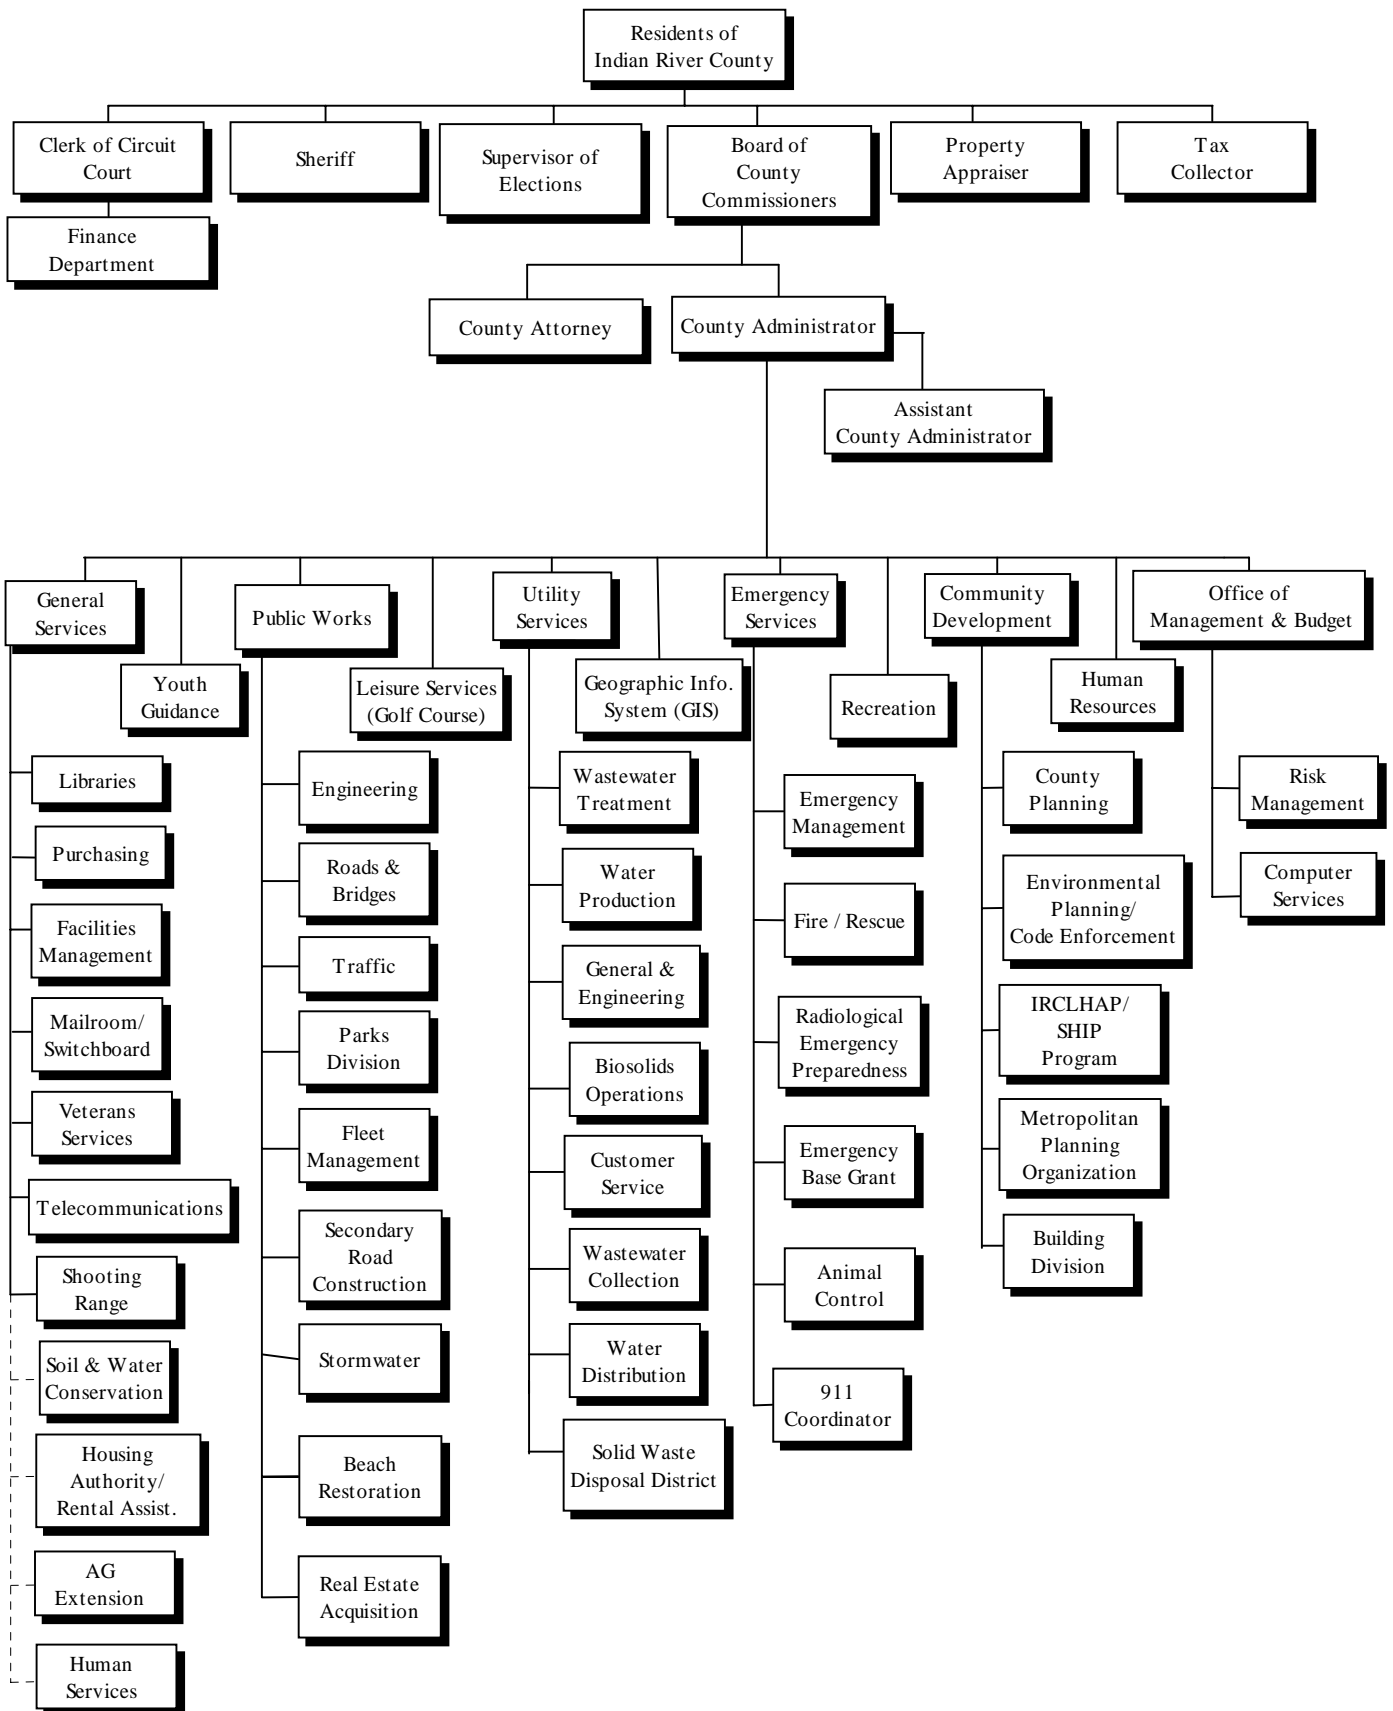 Residents of
Indian River County
Clerk of Circuit
Court
Sheriff
Supervisor of
Elections
Board of
County
Commissioners
Property
Appraiser
Tax
Collector
Finance
Department
County Attorney
County Administrator
Assistant
County Administrator
General
Services
Youth
Guidance
Public Works
Leisure Services
(Golf Course)
Utility
Services
Geographic Info.
System (GIS)
Emergency
Services
Recreation
Community
Development
Human
Resources
Office of
Management & Budget
Libraries
Purchasing
Facilities
Management
Mailroom/
Switchboard
Veterans
Services
Telecommunications
Shooting
Range
Soil & Water
Conservation
Housing
Authority/
Rental Assist.
AG
Extension
Human
Services
Engineering
Roads &
Bridges
Traffic
Parks
Division
Fleet
Management
Secondary
Road
Construction
Stormwater
Beach
Restoration
Real Estate
Acquisition
Wastewater
Treatment
Water
Production
General &
Engineering
Biosolids
Operations
Customer
Service
Wastewater
Collection
Water
Distribution
Solid Waste
Disposal District
Emergency
Management
Fire / Rescue
Radiological
Emergency
Preparedness
Emergency
Base Grant
Animal
Control
911
Coordinator
County
Planning
Environmental
Planning/
Code Enforcement
IRCLHAP/
SHIP
Program
Metropolitan
Planning
Organization
Building
Division
Risk
Management
Computer
Services